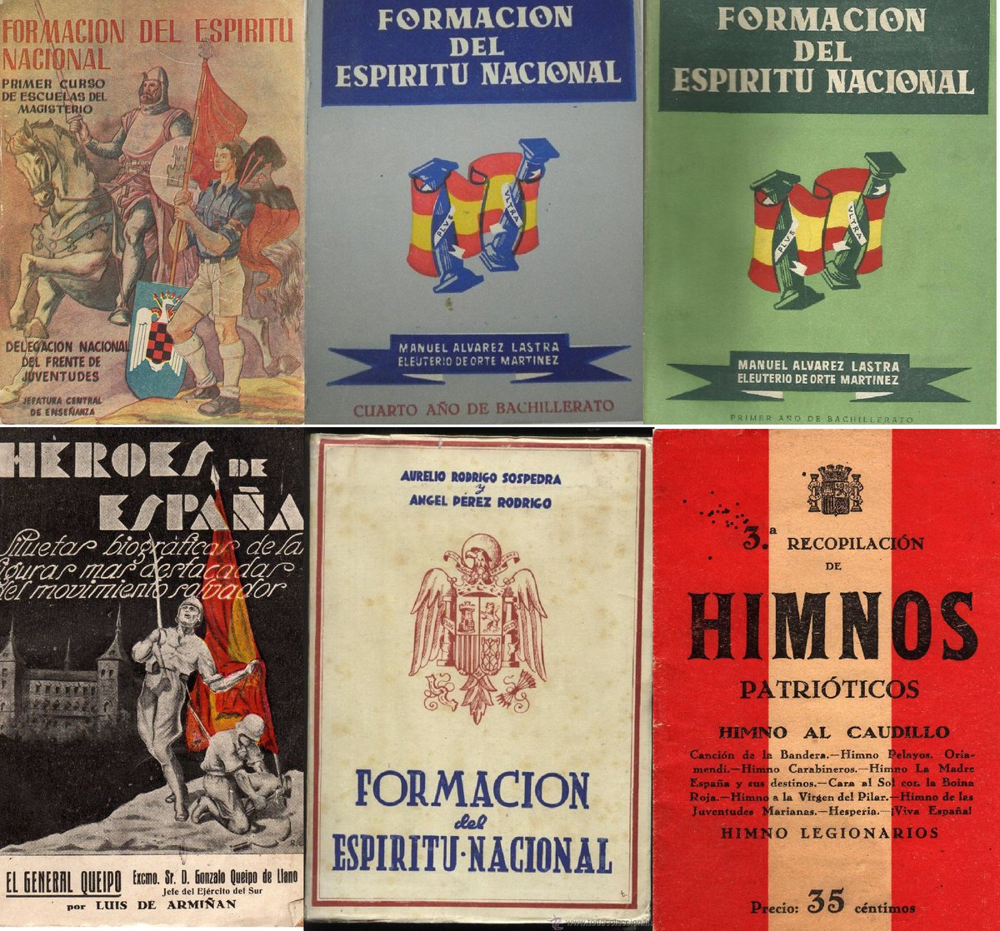 FORMACION DEL ESPIRITU
NACIONAL
PRIMER CURSO
DE ESCUELAS DEL
MAGISTERIO
DELEGACION NACIONAL
DEL FRENTE DE
JUVENTUDES
JEFATURA CENTRAL
DE ENSEÑANZA
FORMACION
DEL
ESPIRITU NACIONAL
PLVS
VLTRA
MANUEL ALVAREZ LASTRA
ELEUTERIO DE ORTE MARTINEZ
CUARTO AÑO DE BACHILLERATO
FORMACION
DEL
ESPIRITU NACIONAL
PLVS
VLTRA
MANUEL ALVAREZ LASTRA
ELEUTERIO DE ORTE MARTINEZ
PRIMER AÑO DE BACHILLERATO
HÉROES DE
ESPAÑA
Siluetas biográficas de la
figuras mas destacadas
del movimiento salvador
EL GENERAL QUEIPO
Excmo. Sr. D. Gonzalo Queipo de Llano
Jefe del Ejército del Sur
por LUIS DE ARMIÑAN
AURELIO RODRIGO SOSPEDRA
y
ANGEL PEREZ RODRIGO
FORMACION
del
ESPIRITU·NACIONAL
3.ª RECOPILACIÓN
DE
HIMNOS
PATRIÓTICOS
HIMNO AL CAUDILLO
Canción de la Bandera.—Himno Pelayos. Oria-
mendi.—Himno Carabineros.—Himno La Madre
España y sus destinos.—Cara al Sol con la Boina
Roja.—Himno a la Virgen del Pilar.—Himno de las
Juventudes Marianas.—Hesperia.—¡Viva España!
HIMNO LEGIONARIOS
Precio: 35 céntimos